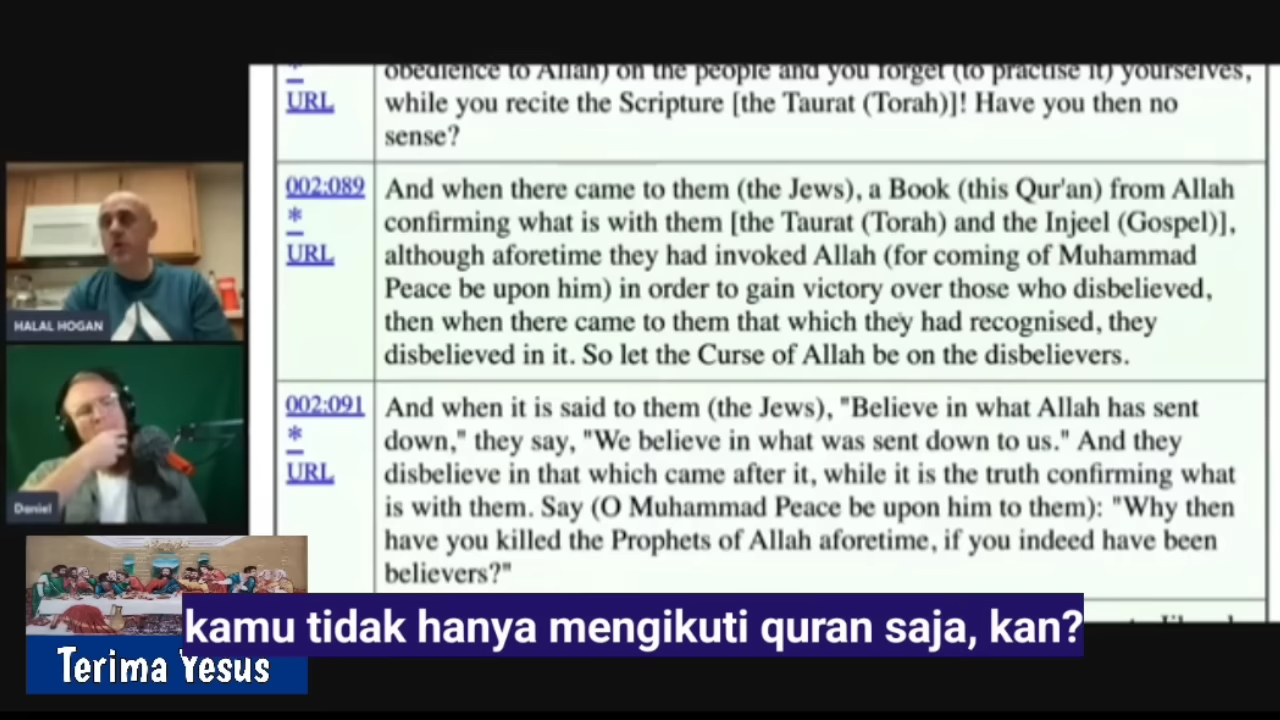 obedience to Allah) on the people and you forget (to practise it) yourselves,
URL
while you recite the Scripture [the Taurat (Torah)]! Have you then no
sense?
002:089
*
URL
And when there came to them (the Jews), a Book (this Qur'an) from Allah
confirming what is with them [the Taurat (Torah) and the Injeel (Gospel)],
although aforetime they had invoked Allah (for coming of Muhammad
Peace be upon him) in order to gain victory over those who disbelieved,
then when there came to them that which they had recognised, they
disbelieved in it. So let the Curse of Allah be on the disbelievers.
002:091
*
URL
And when it is said to them (the Jews), "Believe in what Allah has sent
down," they say, "We believe in what was sent down to us." And they
disbelieve in that which came after it, while it is the truth confirming what
is with them. Say (O Muhammad Peace be upon him to them): "Why then
have you killed the Prophets of Allah aforetime, if you indeed have been
believers?"
HALAL HOGAN
Daniel
kamu tidak hanya mengikuti quran saja, kan?
Terima Yesus